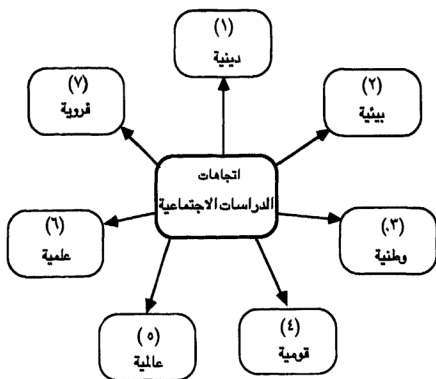 (١)
دينية
(٢)
بيئية
(٣.)
وطنية
(٤)
قومية
(٥)
عالمية
(٦)
علمية
(٧)
قروية
اتجاهات
الدراسات الاجتماعية